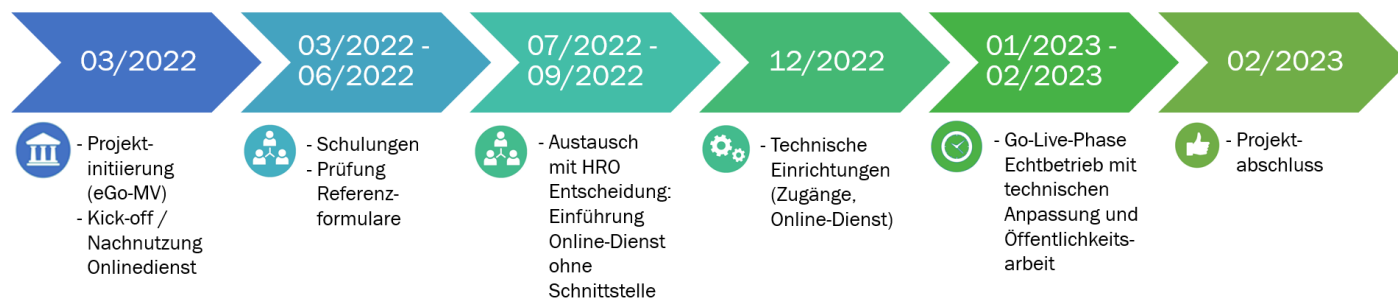 03/2022
- Projekt-
initiierung
(eGo-MV)
- Kick-off /
Nachnutzung
Onlinedienst
03/2022 -
06/2022
- Schulungen
- Prüfung
Referenz-
formulare
07/2022 -
09/2022
- Austausch
mit HRO
Entscheidung:
Einführung
Online-Dienst
ohne
Schnittstelle
12/2022
- Technische
Einrichtungen
(Zugänge,
Online-Dienst)
01/2023 -
02/2023
- Go-Live-Phase
Echtbetrieb mit
technischen
Anpassung und
Öffentlichkeits-
arbeit
02/2023
- Projekt-
abschluss